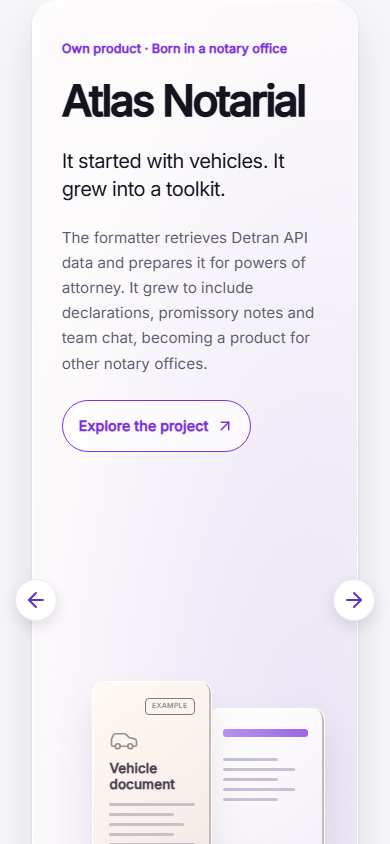 Own product · Born in a notary office
Atlas Notarial
It started with vehicles. It
grew into a toolkit.
The formatter retrieves Detran API
data and prepares it for powers of
attorney. It grew to include
declarations, promissory notes and
team chat, becoming a product for
other notary offices.
Explore the project
EXAMPLE
Vehicle
document